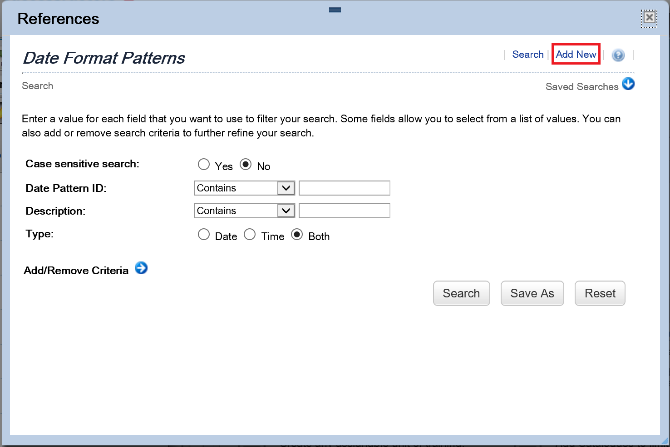 References
Date Format Patterns
Search Add New ?
Search
Saved Searches
Enter a value for each field that you want to use to filter your search. Some fields allow you to select from a list of values. You can
also add or remove search criteria to further refine your search.
Case sensitive search: Yes No
Date Pattern ID: Contains
Description: Contains
Type: Date Time Both
Add/Remove Criteria
Search Save As Reset